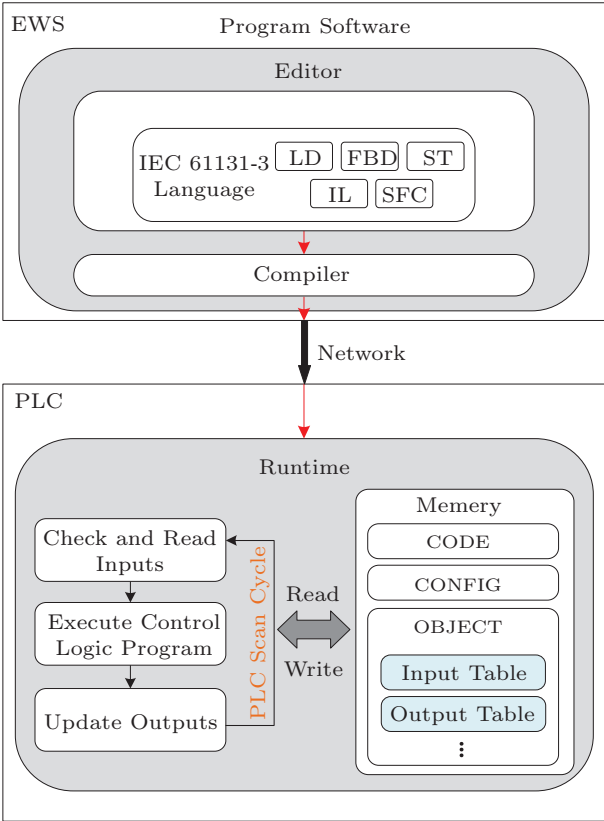 EWS
Program Software
Editor
IEC 61131-3
Language
LD
FBD
ST
IL
SFC
Compiler
Network
PLC
Runtime
Check and Read
Inputs
Execute Control
Logic Program
Update Outputs
PLC Scan Cycle
Read
Write
Memery
CODE
CONFIG
OBJECT
Input Table
Output Table
⋮